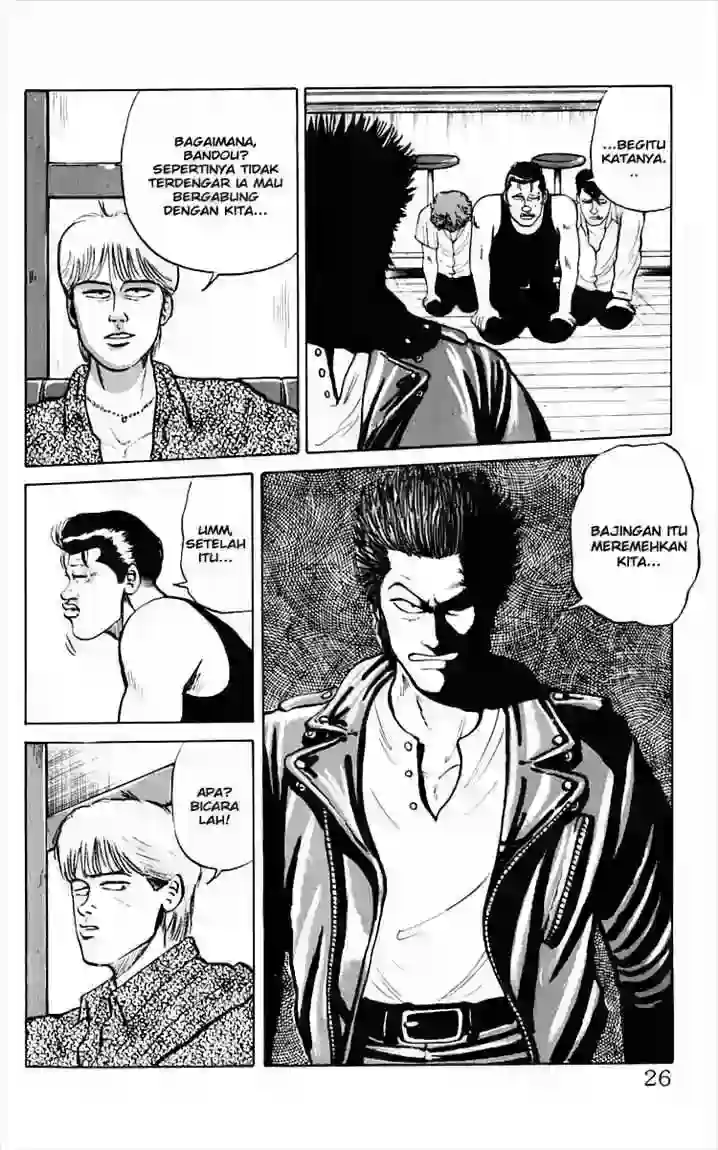 ...BEGITU
KATANYA.
..
BAGAIMANA,
BANDOU?
SEPERTINYA TIDAK
TERDENGAR IA MAU
BERGABUNG
DENGAN KITA...
BAJINGAN ITU
MEREMEHKAN
KITA...
UMM,
SETELAH
ITU...
APA?
BICARA
LAH!
26